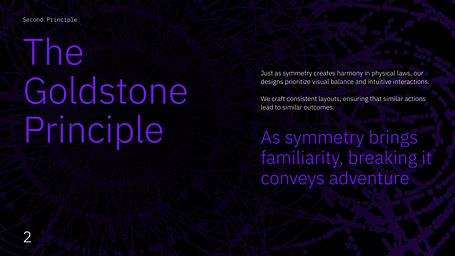 Second Principle
The
Goldstone
Principle
Just as symmetry creates harmony in physical laws, our
designs prioritize visual balance and intuitive interactions.
We craft consistent layouts, ensuring that similar actions
lead to similar outcomes.
As symmetry brings
familiarity, breaking it
conveys adventure
2